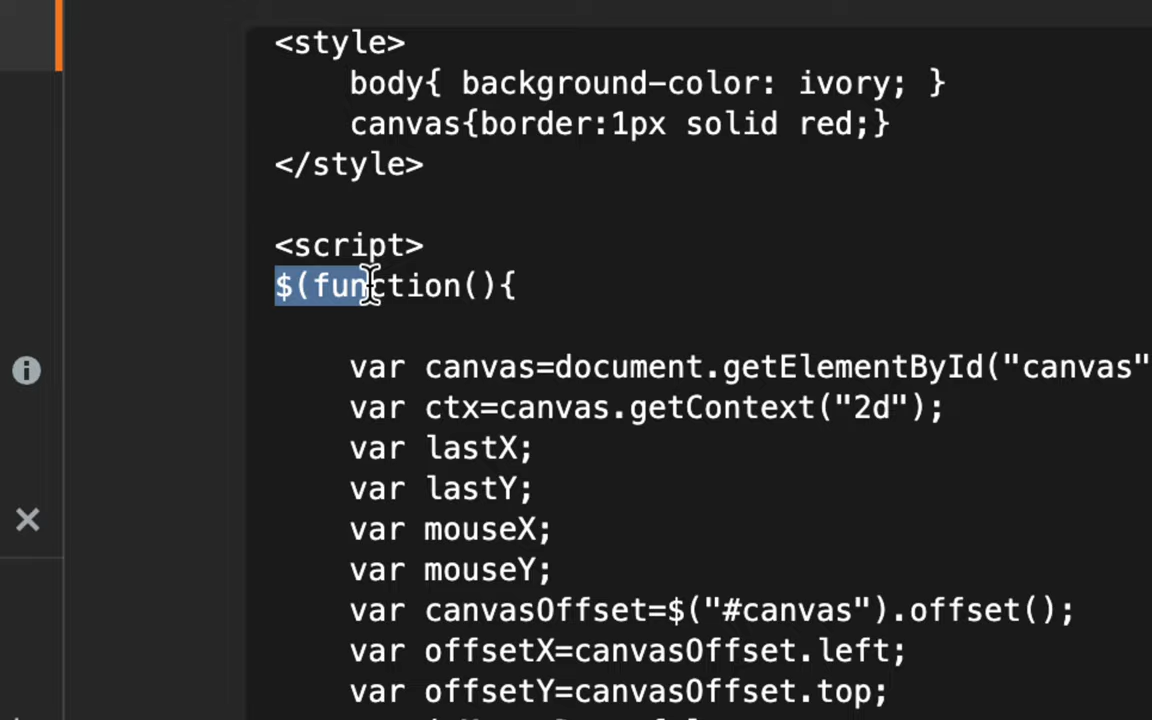 <style>
body{ background-color: ivory; }
canvas{border:1px solid red;}
</style>
<script>
$(function(){
var canvas=document.getElementById("canvas"
var ctx=canvas.getContext("2d");
var lastX;
var lastY;
var mouseX;
var mouseY;
var canvasOffset=$("#canvas").offset();
var offsetX=canvasOffset.left;
var offsetY=canvasOffset.top;